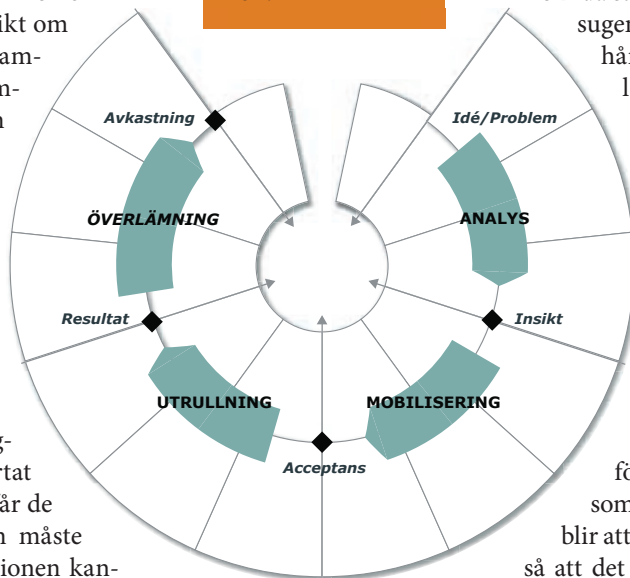 ikt om
am-
m-
suger
hår
l
Avkastning
Idé/Problem
ÖVERLÄMNING
ANALYS
Resultat
Insikt
UTRULLNING
MOBILISERING
Acceptans
g-
rtat
år de
måste
ionen kan-
fö
som
blir att
så att det